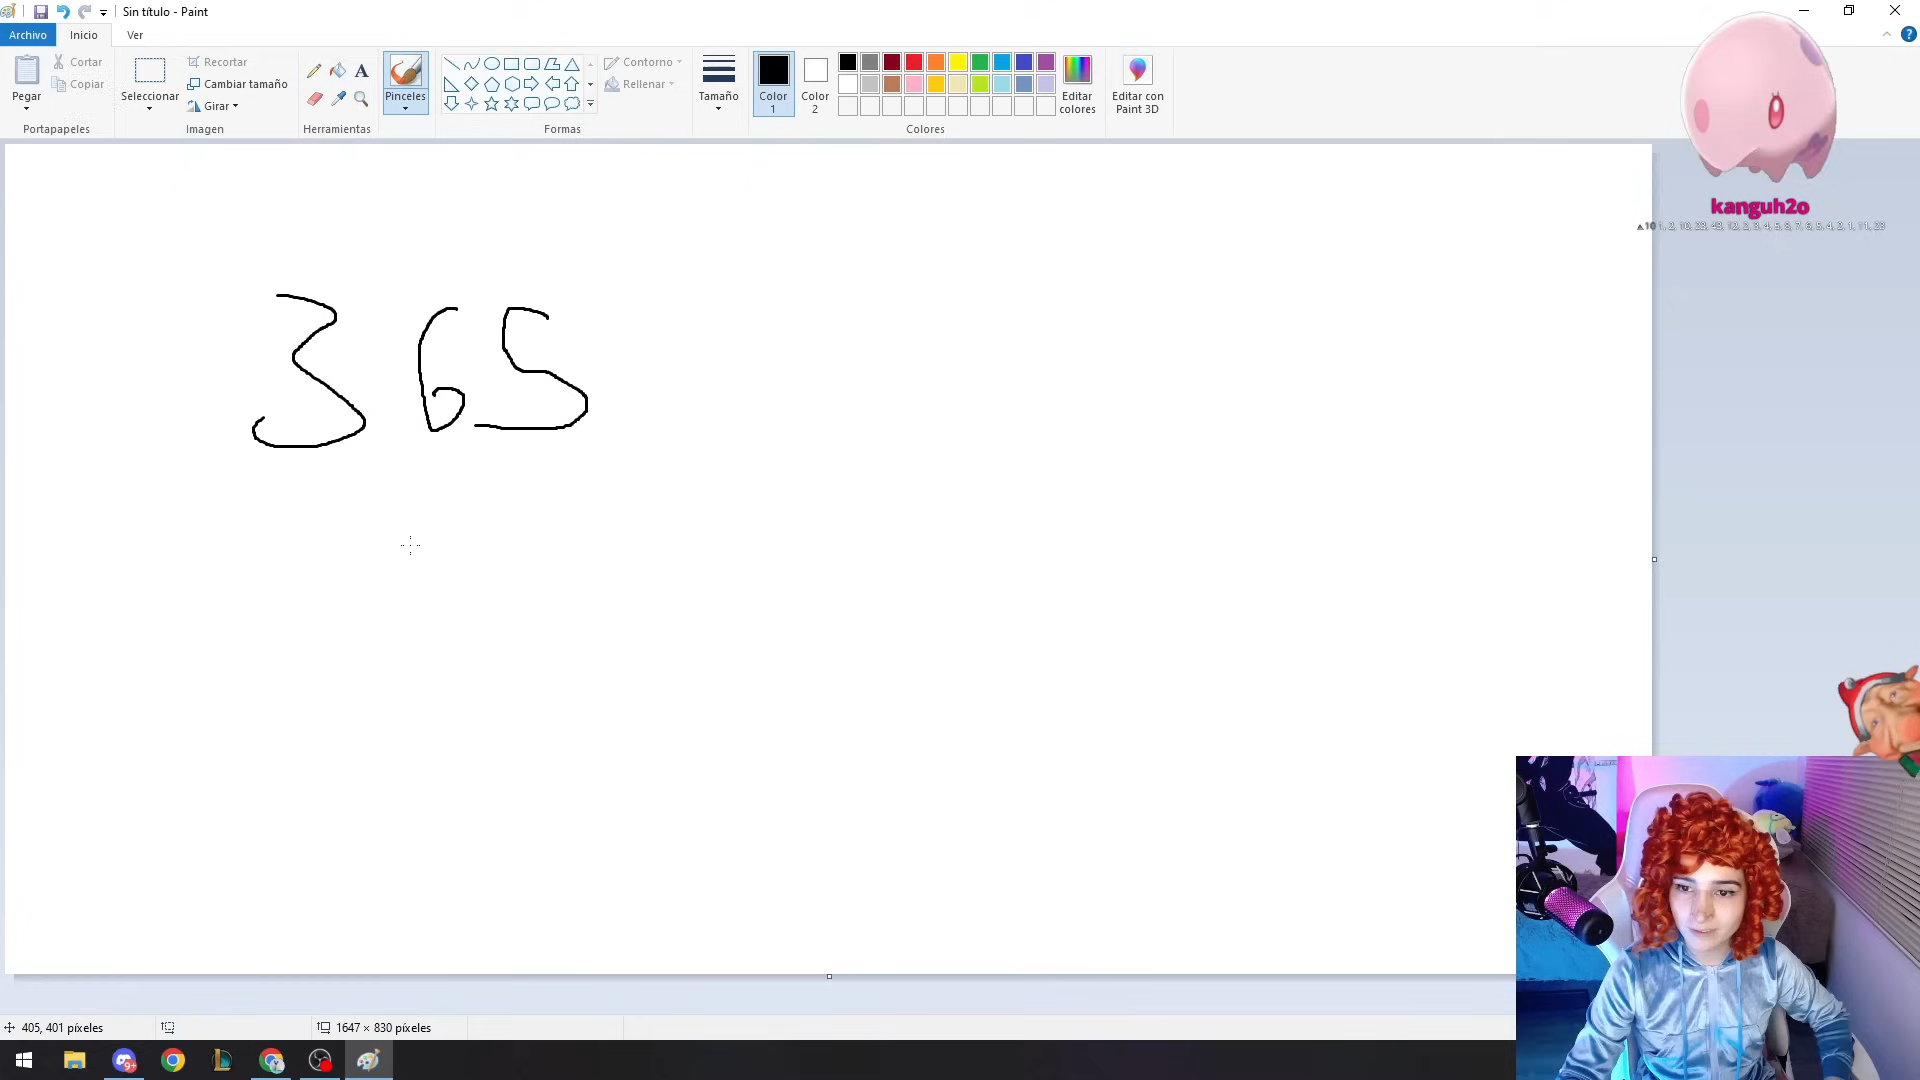 Sin título - Paint
Archivo Inicio Ver
Pegar
Cortar
Copiar
Portapapeles
Seleccionar
Recortar
Cambiar tamaño
Girar
Imagen
Herramientas
Pinceles
Contorno
Rellenar
Formas
Tamaño
Color 1
Color 2
Editar colores
Colores
Editar con Paint 3D
kanguh2o
365
405, 401 píxeles
1647 × 830 píxeles
9+